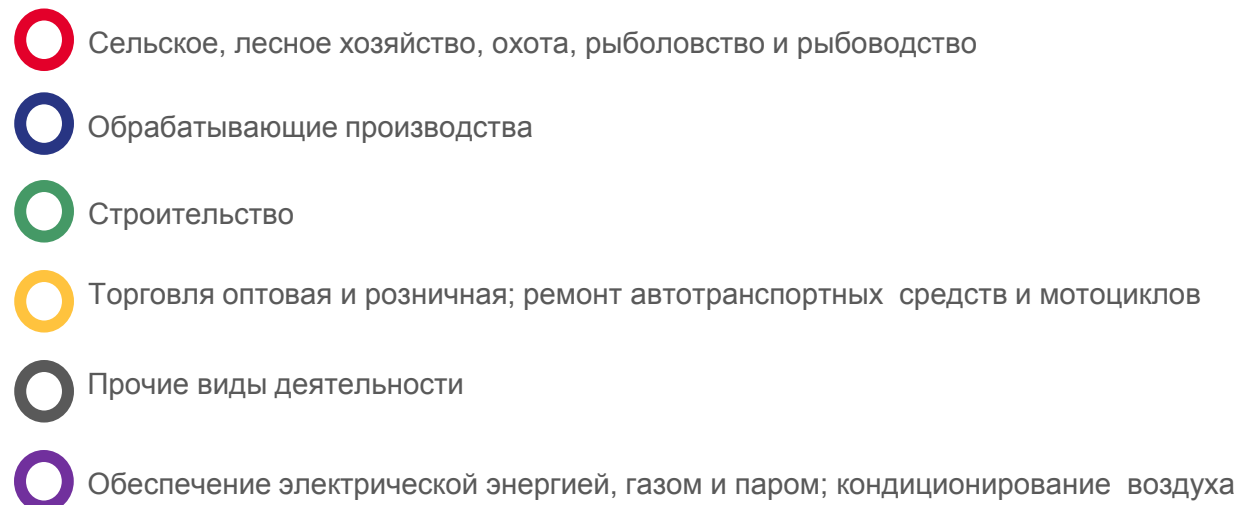 Сельское, лесное хозяйство, охота, рыболовство и рыбоводство
Обрабатывающие производства
Строительство
Торговля оптовая и розничная; ремонт автотранспортных  средств и мотоциклов
Прочие виды деятельности
Обеспечение электрической энергией, газом и паром; кондиционирование  воздуха